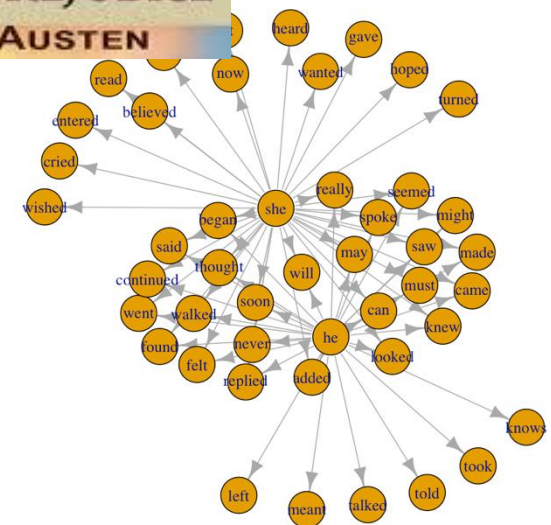 AUSTEN
heard
gave
now
wanted
hoped
read
believed
turned
entered
cried
wished
she
really
seemed
began
spoke
might
said
may
saw
made
continued
thought
will
must
came
soon
can
went
walked
knew
found
never
he
looked
felt
replied
added
knows
took
left
meant
talked
told